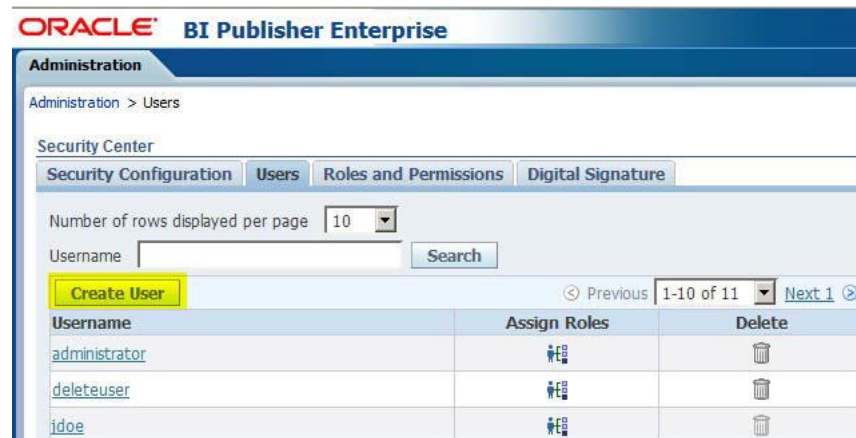 ORACLE BI Publisher Enterprise
Administration
Administration > Users
Security Center
Security Configuration Users Roles and Permissions Digital Signature
Number of rows displayed per page 10
Username Search
Create User Previous 1-10 of 11 Next 1
Username Assign Roles Delete
administrator
deleteuser
jdoe